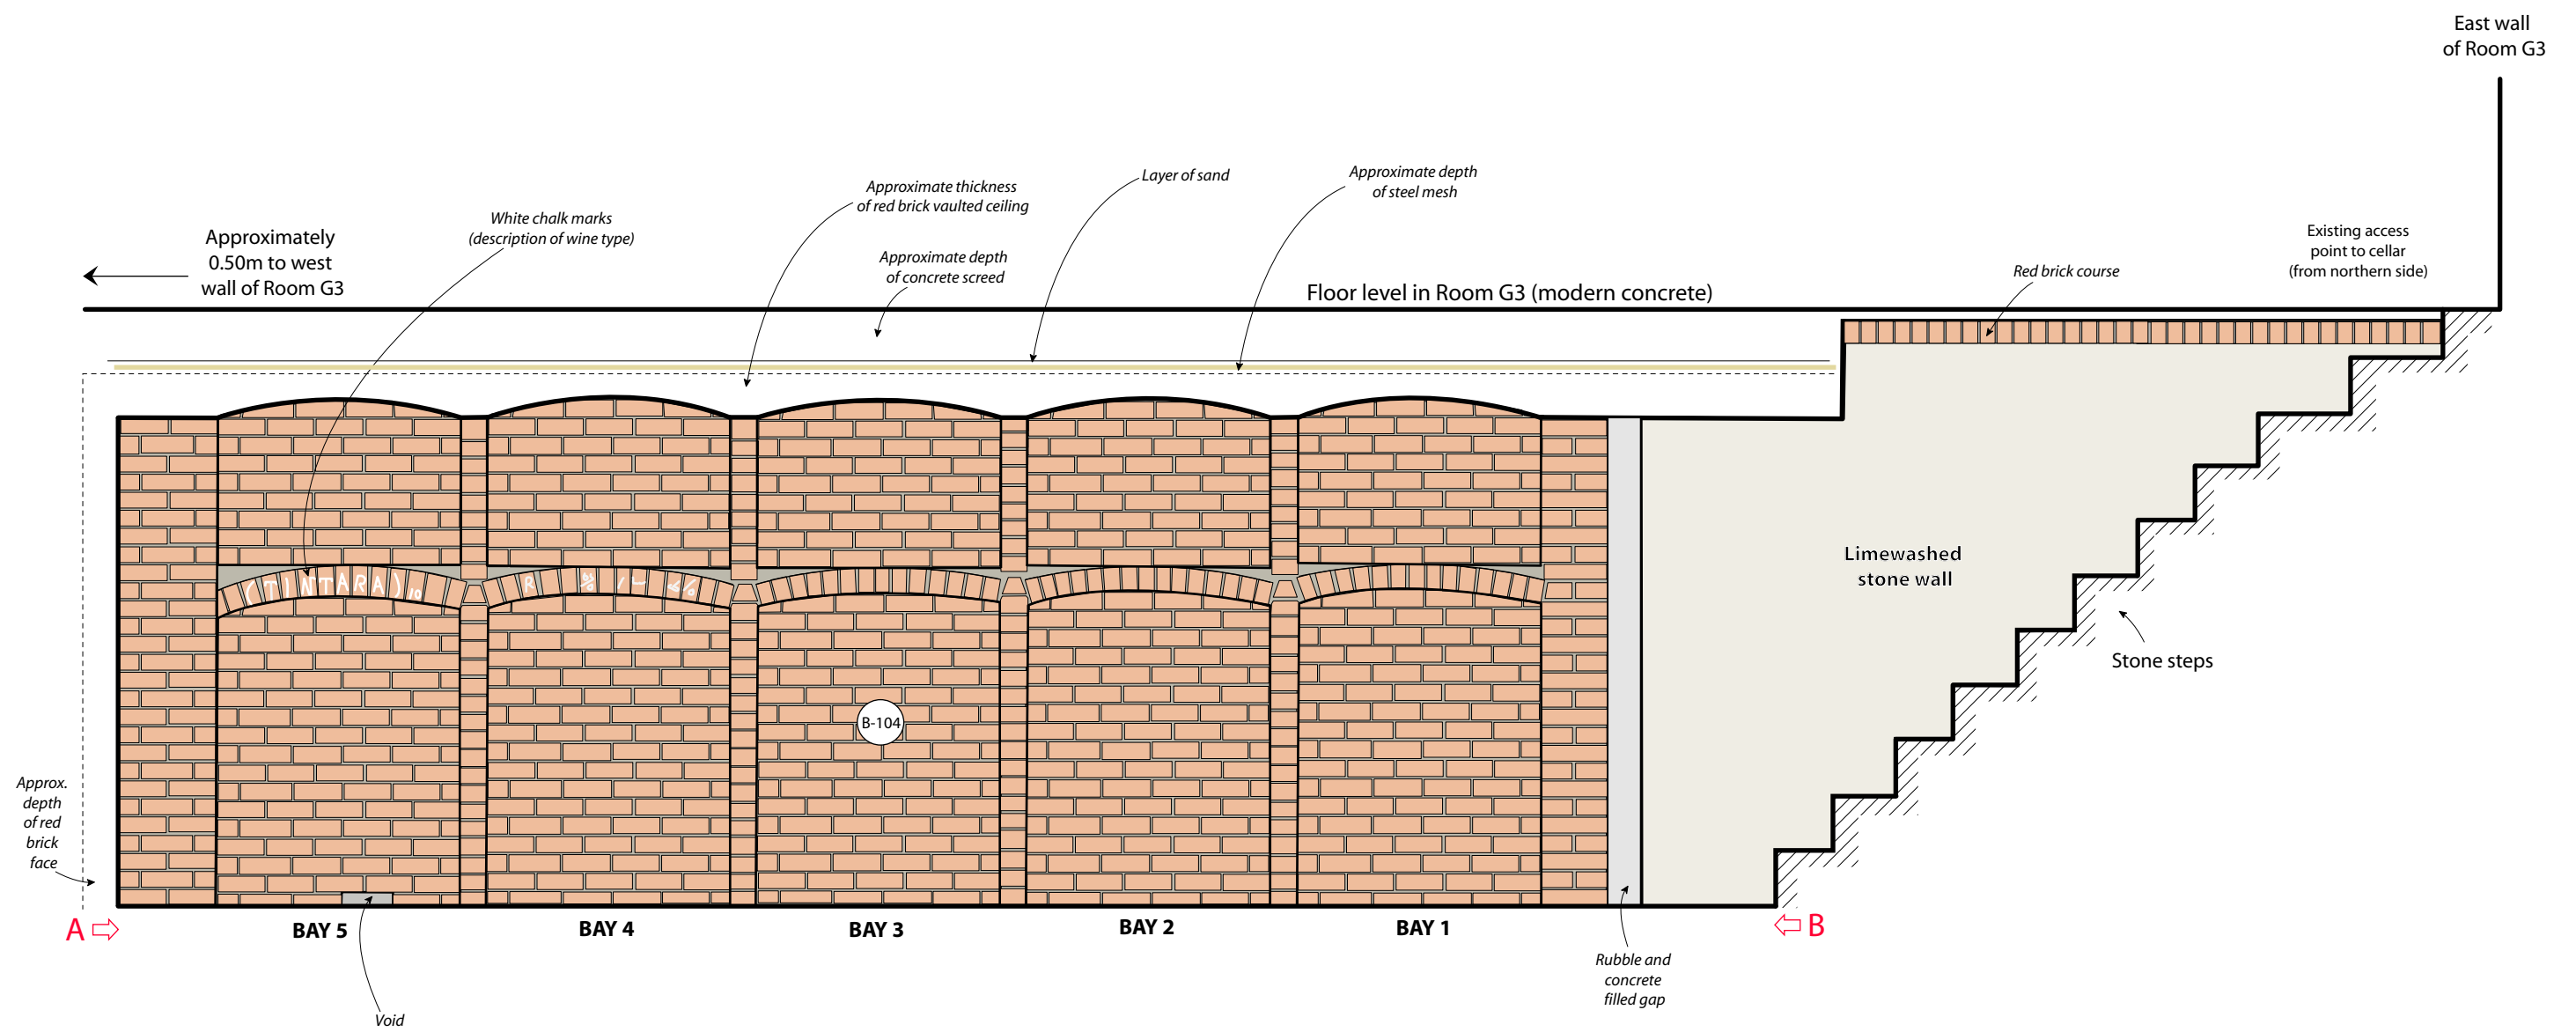 East wall
of Room G3
Approximate thickness
of red brick vaulted ceiling
Layer of sand
Approximate depth
of steel mesh
White chalk marks
(description of wine type)
Approximately
0.50m to west
wall of Room G3
Approximate depth
of concrete screed
Existing access
point to cellar
(from northern side)
Red brick course
Floor level in Room G3 (modern concrete)
Limewashed
stone wall
(TINTARA) 10
R
Stone steps
B-104
Approx.
depth
of red
brick
face
A
BAY 5
BAY 4
BAY 3
BAY 2
BAY 1
B
Rubble and
concrete
filled gap
Void